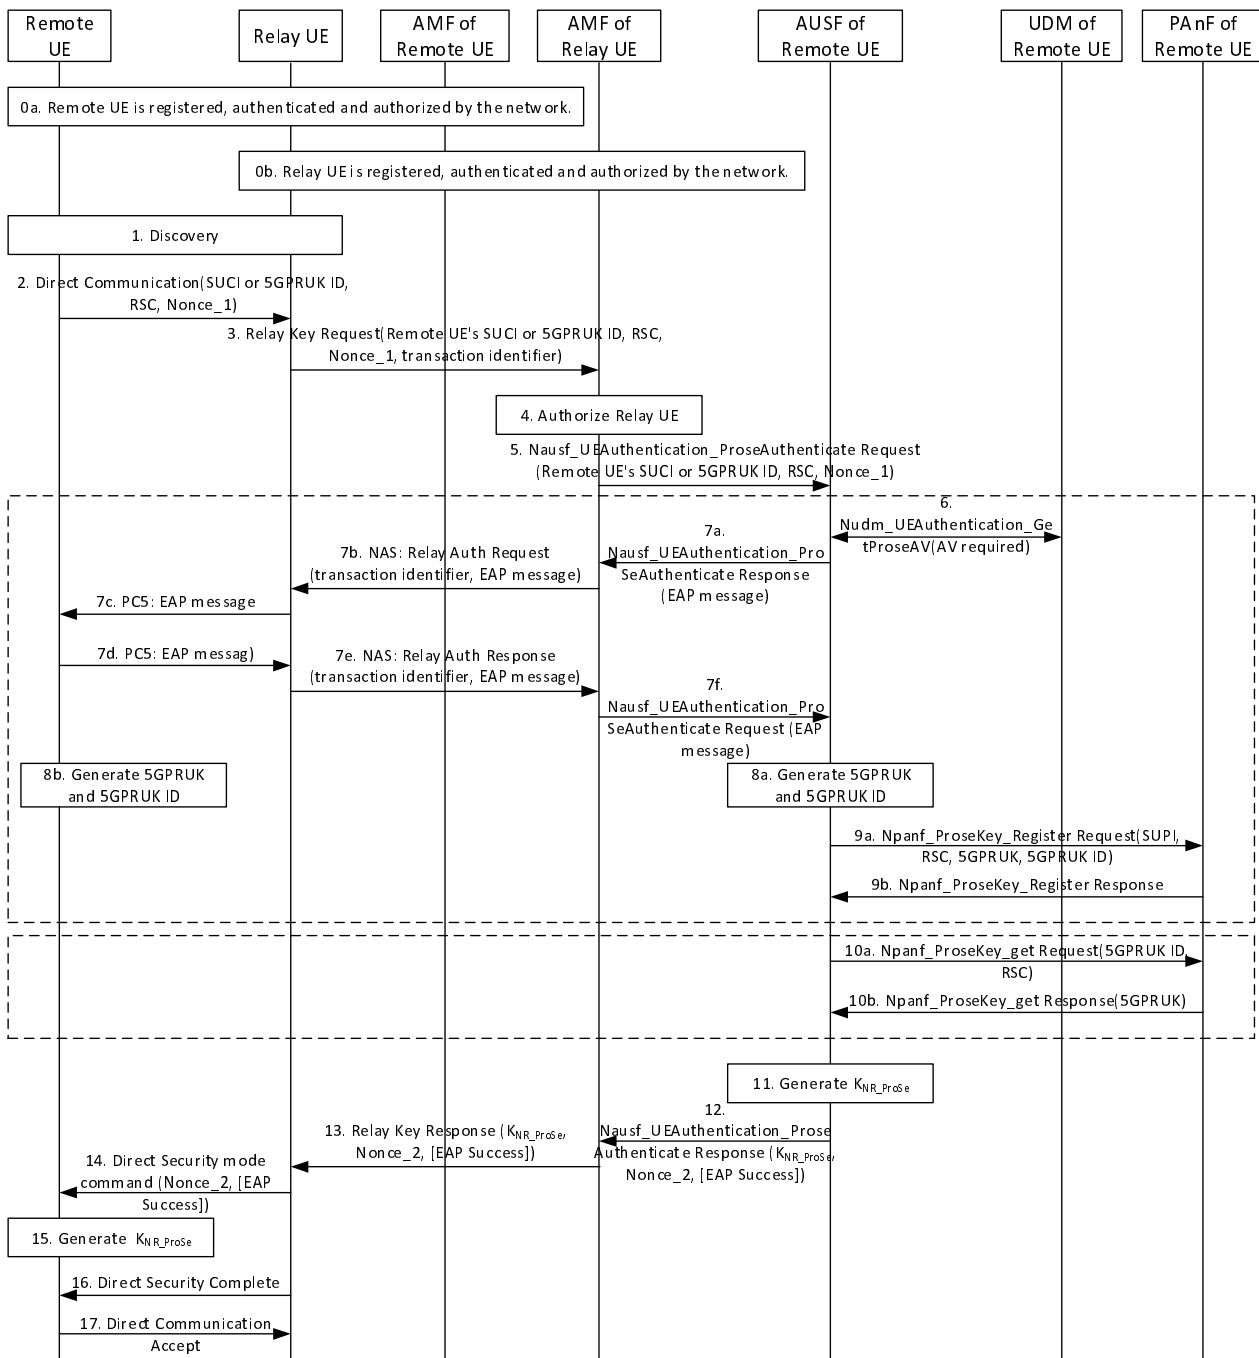 Remote
UE
Relay UE
AMF of
Remote UE
AMF of
Relay UE
AUSF of
Remote UE
UDM of
Remote UE
PAnF of
Remote UE
0a. Remote UE is registered, authenticated and authorized by the network.
0b. Relay UE is registered, authenticated and authorized by the network.
1. Discovery
2. Direct Communication(SUCI or 5GPRUK ID,
RSC, Nonce_1)
3. Relay Key Request(Remote UE's SUCI or 5GPRUK ID, RSC,
Nonce_1, transaction identifier)
4. Authorize Relay UE
5. Nausf_UEAuthentication_ProseAuthenticate Request
(Remote UE's SUCI or 5GPRUK ID, RSC, Nonce_1)
6.
Nudm_UEAuthentication_Ge
tProseAV(AV required)
7a.
Nausf_UEAuthentication_Pro
SeAuthenticate Response
(EAP message)
7b. NAS: Relay Auth Request
(transaction identifier, EAP message)
7c. PC5: EAP message
7d. PC5: EAP messag)
7e. NAS: Relay Auth Response
(transaction identifier, EAP message)
7f.
Nausf_UEAuthentication_Pro
SeAuthenticate Request (EAP
message)
8b. Generate 5GPRUK
and 5GPRUK ID
8a. Generate 5GPRUK
and 5GPRUK ID
9a. Npanf_ProseKey_Register Request(SUPI,
RSC, 5GPRUK, 5GPRUK ID)
9b. Npanf_ProseKey_Register Response
10a. Npanf_ProseKey_get Request(5GPRUK ID,
RSC)
10b. Npanf_ProseKey_get Response(5GPRUK)
11. Generate KNR_ProSe
12.
Nausf_UEAuthentication_Prose
Authenticate Response (KNR_ProSe,
Nonce_2, [EAP Success])
13. Relay Key Response (KNR_ProSe,
Nonce_2, [EAP Success])
14. Direct Security mode
command (Nonce_2, [EAP
Success])
15. Generate KNR_ProSe
16. Direct Security Complete
17. Direct Communication
Accept